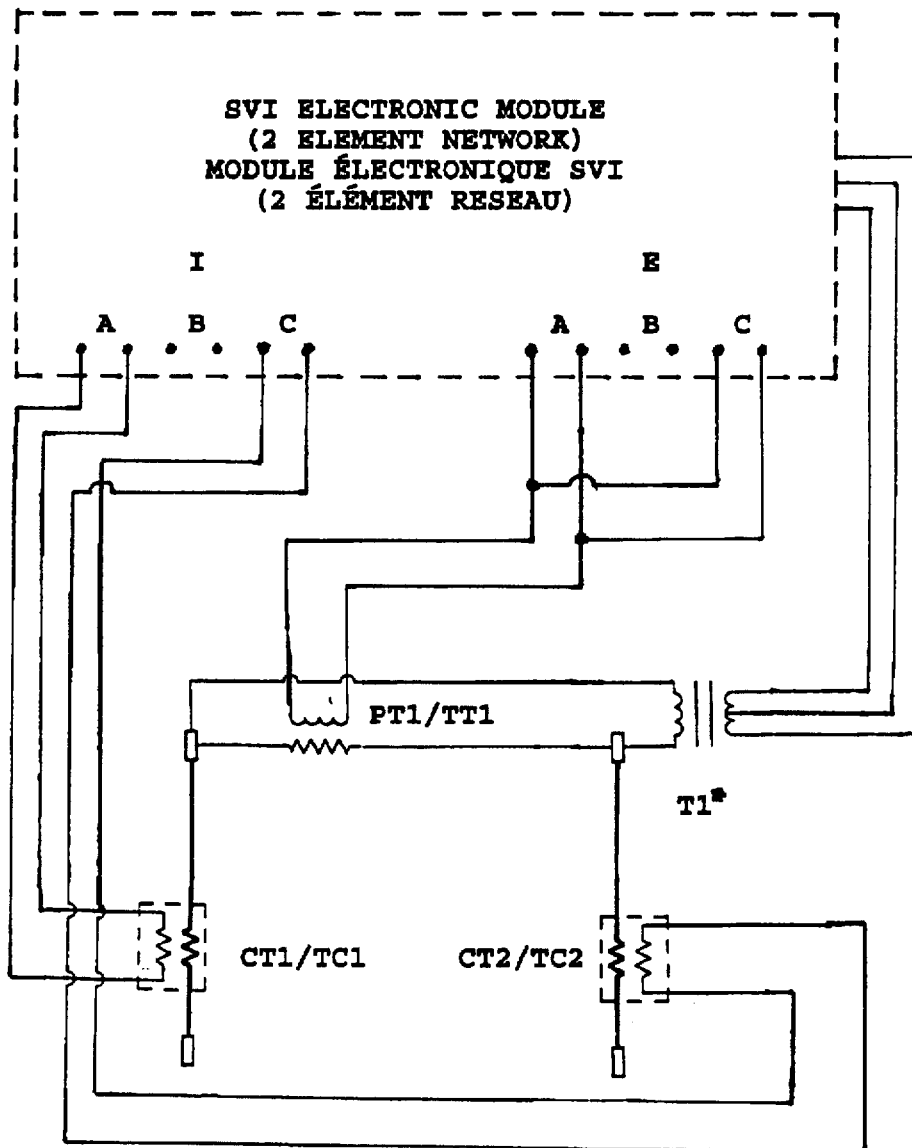 SVI ELECTRONIC MODULE
(2 ELEMENT NETWORK)
MODULE ÉLECTRONIQUE SVI
(2 ÉLÉMENT RESEAU)
I E
A B C A B C
PT1/TT1
T1*
CT1/TC1 CT2/TC2